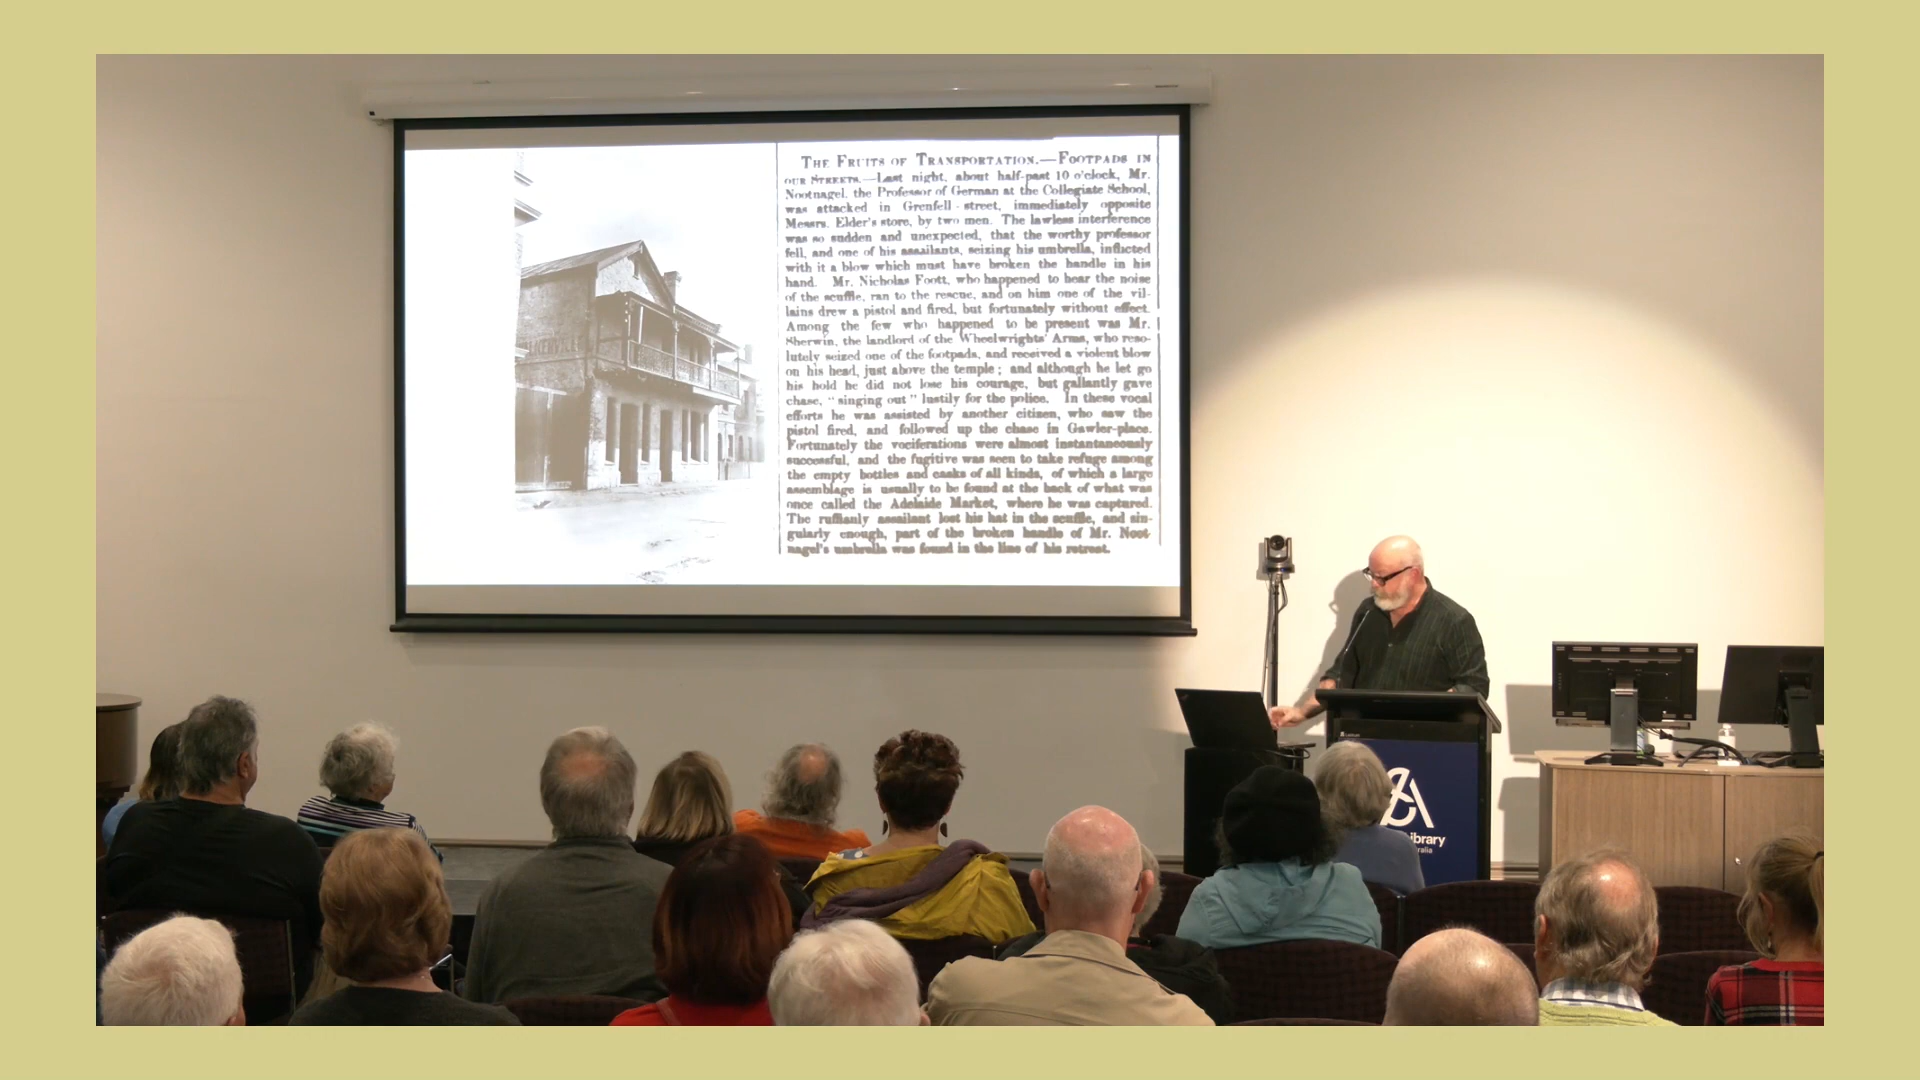 THE FRUITS OF TRANSPORTATION.—FOOTPADS IN
OUR STREETS.—Last night, about half-past 10 o'clock, Mr.
Nootnagel, the Professor of German at the Collegiate School,
was attacked in Grenfell-street, immediately opposite
Messrs. Elder's store, by two men. The lawless interference
was so sudden and unexpected, that the worthy professor
fell, and one of his assailants, seizing his umbrella, inflicted
with it a blow which must have broken the handle in his
hand. Mr. Nicholas Foott, who happened to hear the noise
of the scuffle, ran to the rescue, and on him one of the vil-
lains drew a pistol and fired, but fortunately without effect.
Among the few who happened to be present was Mr.
Sherwin, the landlord of the Wheelwrights' Arms, who reso-
lutely seized one of the footpads, and received a violent blow
on his head, just above the temple; and although he let go
his hold he did not lose his courage, but gallantly gave
chase, "singing out" lustily for the police. In these vocal
efforts he was assisted by another citizen, who saw the
pistol fired, and followed up the chase in Gawler-place.
Fortunately the vociferations were almost instantaneously
successful, and the fugitive was seen to take refuge among
the empty bottles and casks of all kinds, of which a large
assemblage is usually to be found at the back of what was
once called the Adelaide Market, where he was captured.
The ruffianly assailant lost his hat in the scuffle, and sin-
gularly enough, part of the broken handle of Mr. Noot-
nagel's umbrella was found in the line of his retreat.
ibrary
ralia